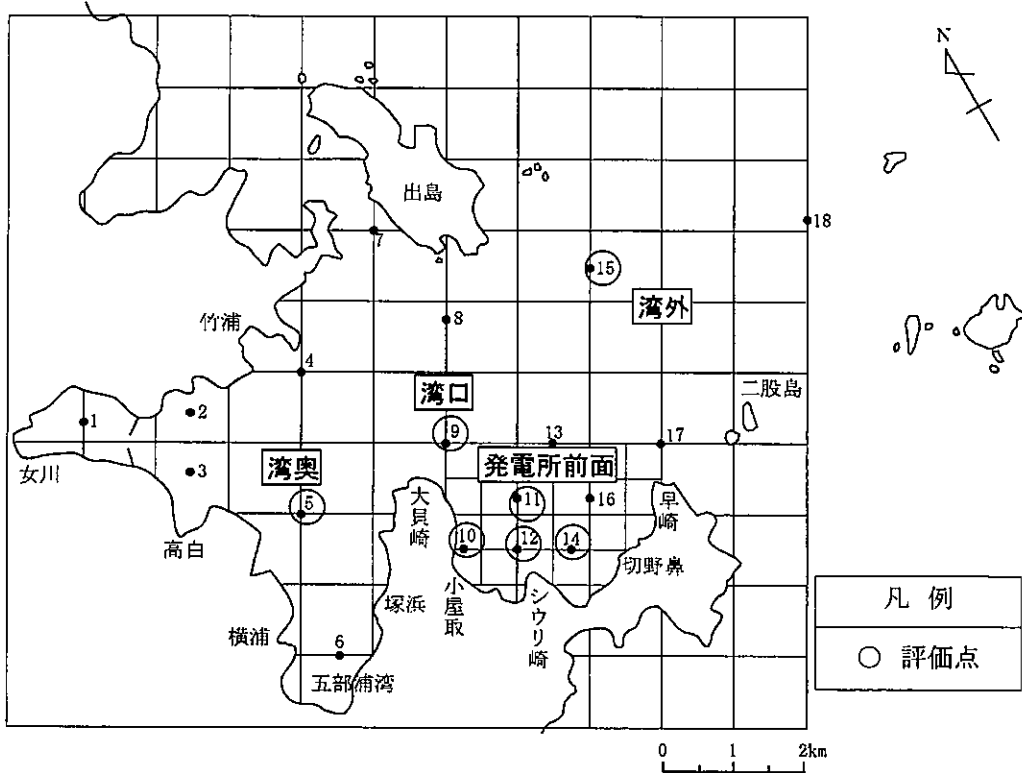 N
出島
18
7
15
湾外
竹浦
8
4
二股島
湾口
1
2
9
13
17
女川
湾奥
発電所前面
3
大貝崎
11
16
早崎
5
10
12
14
高白
切野鼻
小屋取
シウリ崎
塚浜
凡例
横浦
6
五部浦湾
○ 評価点
0 1 2km